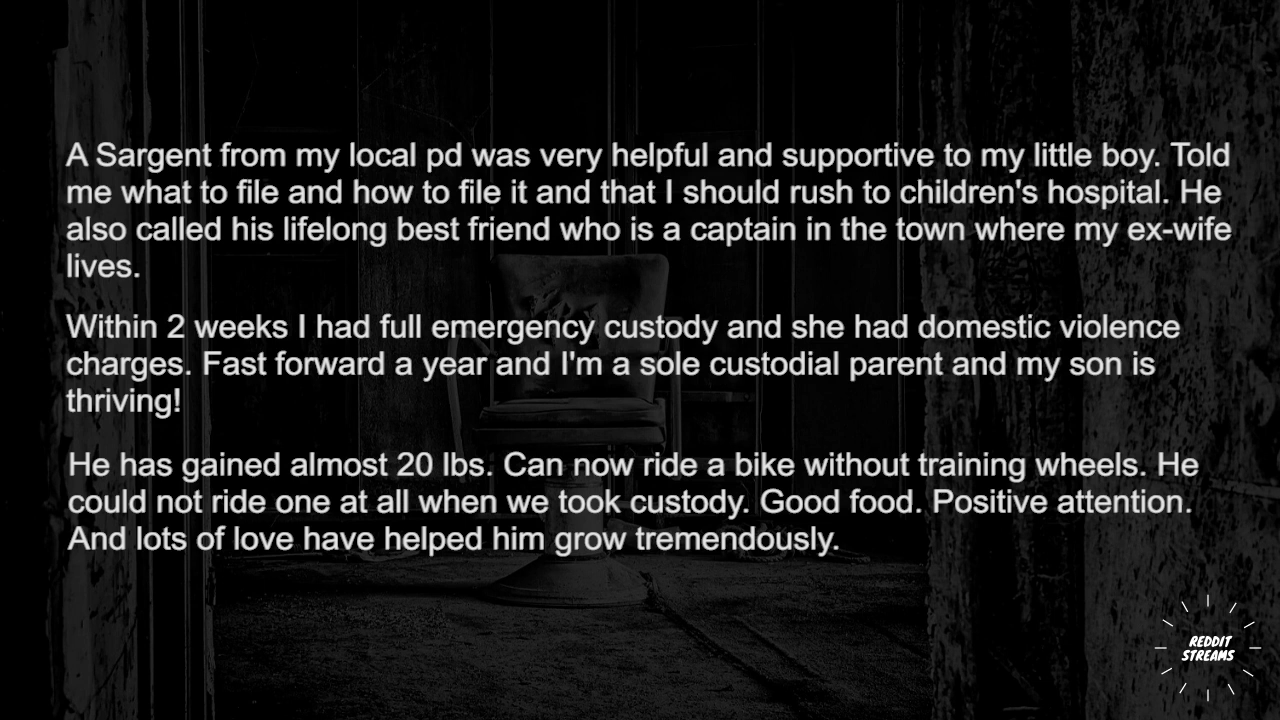 A Sargent from my local pd was very helpful and supportive to my little boy. Told
me what to file and how to file it and that I should rush to children's hospital. He
also called his lifelong best friend who is a captain in the town where my ex-wife
lives.
Within 2 weeks I had full emergency custody and she had domestic violence
charges. Fast forward a year and I'm a sole custodial parent and my son is
thriving!
He has gained almost 20 lbs. Can now ride a bike without training wheels. He
could not ride one at all when we took custody. Good food. Positive attention.
And lots of love have helped him grow tremendously.
REDDIT
STREAMS